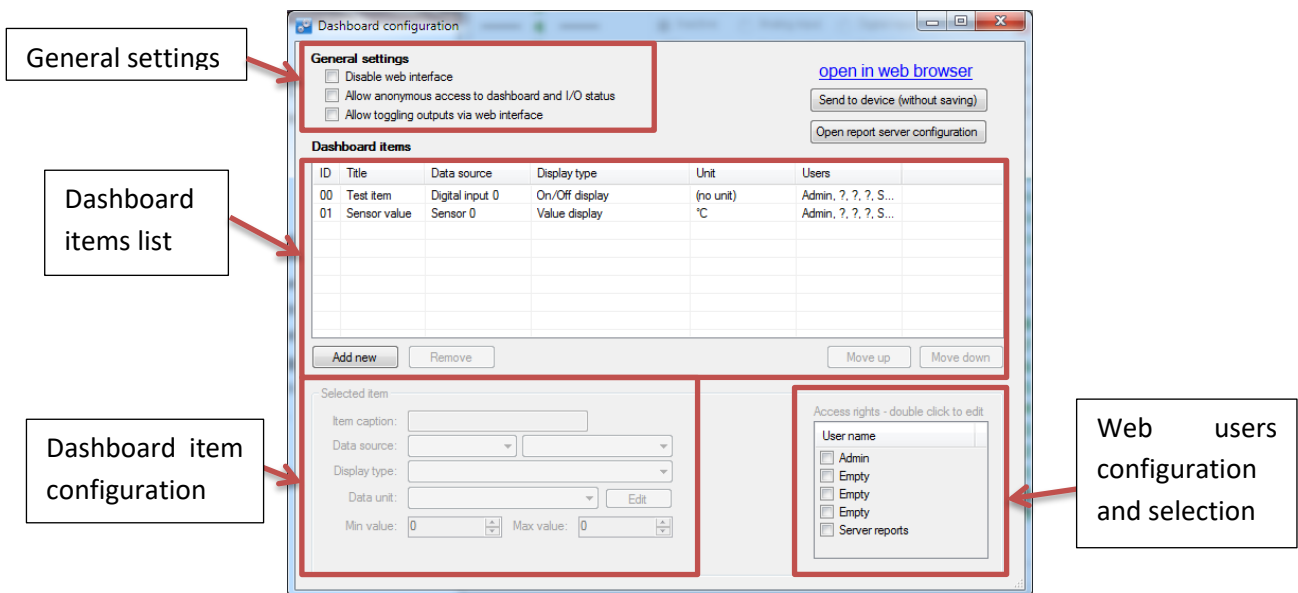 Dashboard configuration
General settings
General settings
Disable web interface
Allow anonymous access to dashboard and I/O status
Allow toggling outputs via web interface
open in web browser
Send to device (without saving)
Open report server configuration
Dashboard items
ID Title Data source Display type Unit Users
00 Test item Digital input 0 On/Off display (no unit) Admin, ?, ?, ?, S...
01 Sensor value Sensor 0 Value display °C Admin, ?, ?, ?, S...
Dashboard
items list
Add new Remove Move up Move down
Selected item
Item caption:
Data source:
Display type:
Data unit: Edit
Min value: 0 Max value: 0
Dashboard item
configuration
Access rights - double click to edit
User name
Admin
Empty
Empty
Empty
Server reports
Web users
configuration
and selection